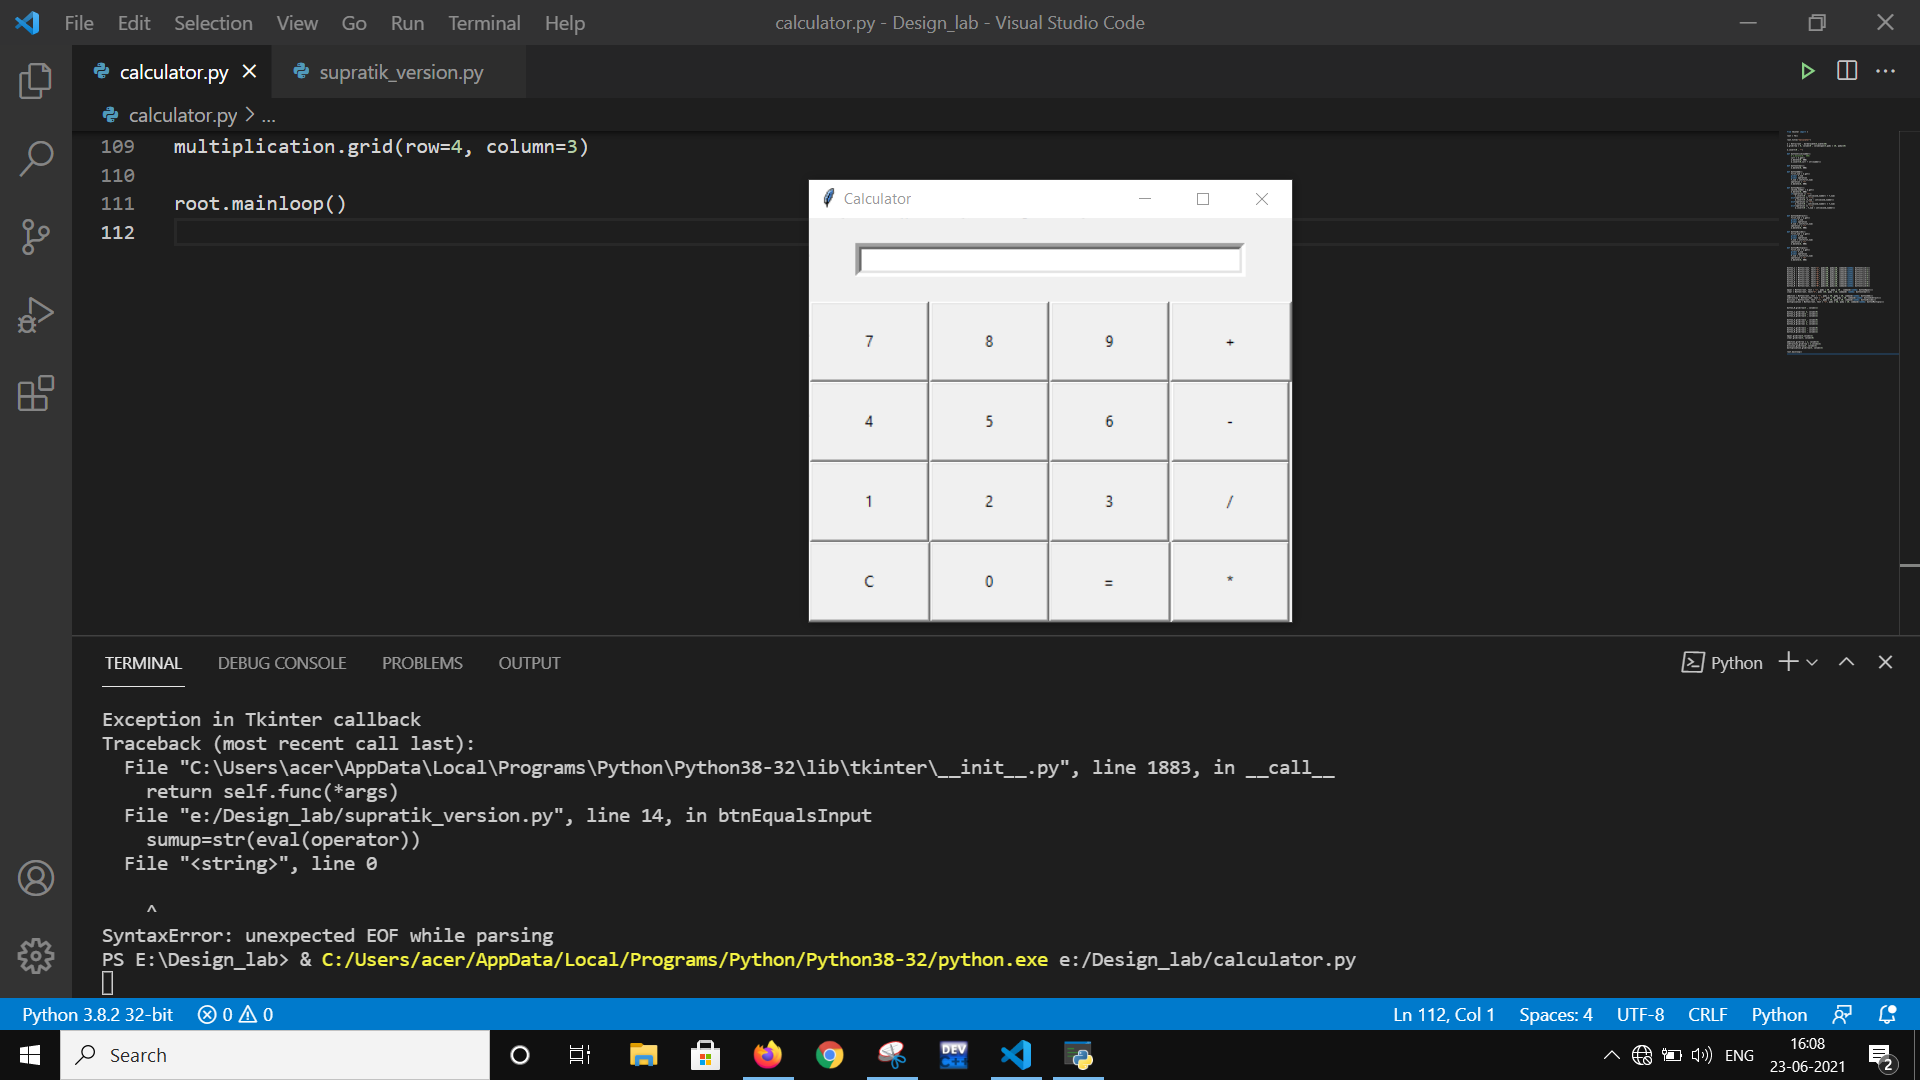 File Edit Selection View Go Run Terminal Help
calculator.py - Design_lab - Visual Studio Code
calculator.py
supratik_version.py
calculator.py > ...
109 multiplication.grid(row=4, column=3)
110
111 root.mainloop()
112
Calculator
7 8 9 +
4 5 6 -
1 2 3 /
C 0 = *
TERMINAL DEBUG CONSOLE PROBLEMS OUTPUT
Python
Exception in Tkinter callback
Traceback (most recent call last):
File "C:\Users\acer\AppData\Local\Programs\Python\Python38-32\lib\tkinter\__init__.py", line 1883, in __call__
return self.func(*args)
File "e:/Design_lab/supratik_version.py", line 14, in btnEqualsInput
sumup=str(eval(operator))
File "<string>", line 0
^
SyntaxError: unexpected EOF while parsing
PS E:\Design_lab> & C:/Users/acer/AppData/Local/Programs/Python/Python38-32/python.exe e:/Design_lab/calculator.py
Python 3.8.2 32-bit 0 0 Ln 112, Col 1 Spaces: 4 UTF-8 CRLF Python
Search
DEV
ENG
16:08
23-06-2021
2